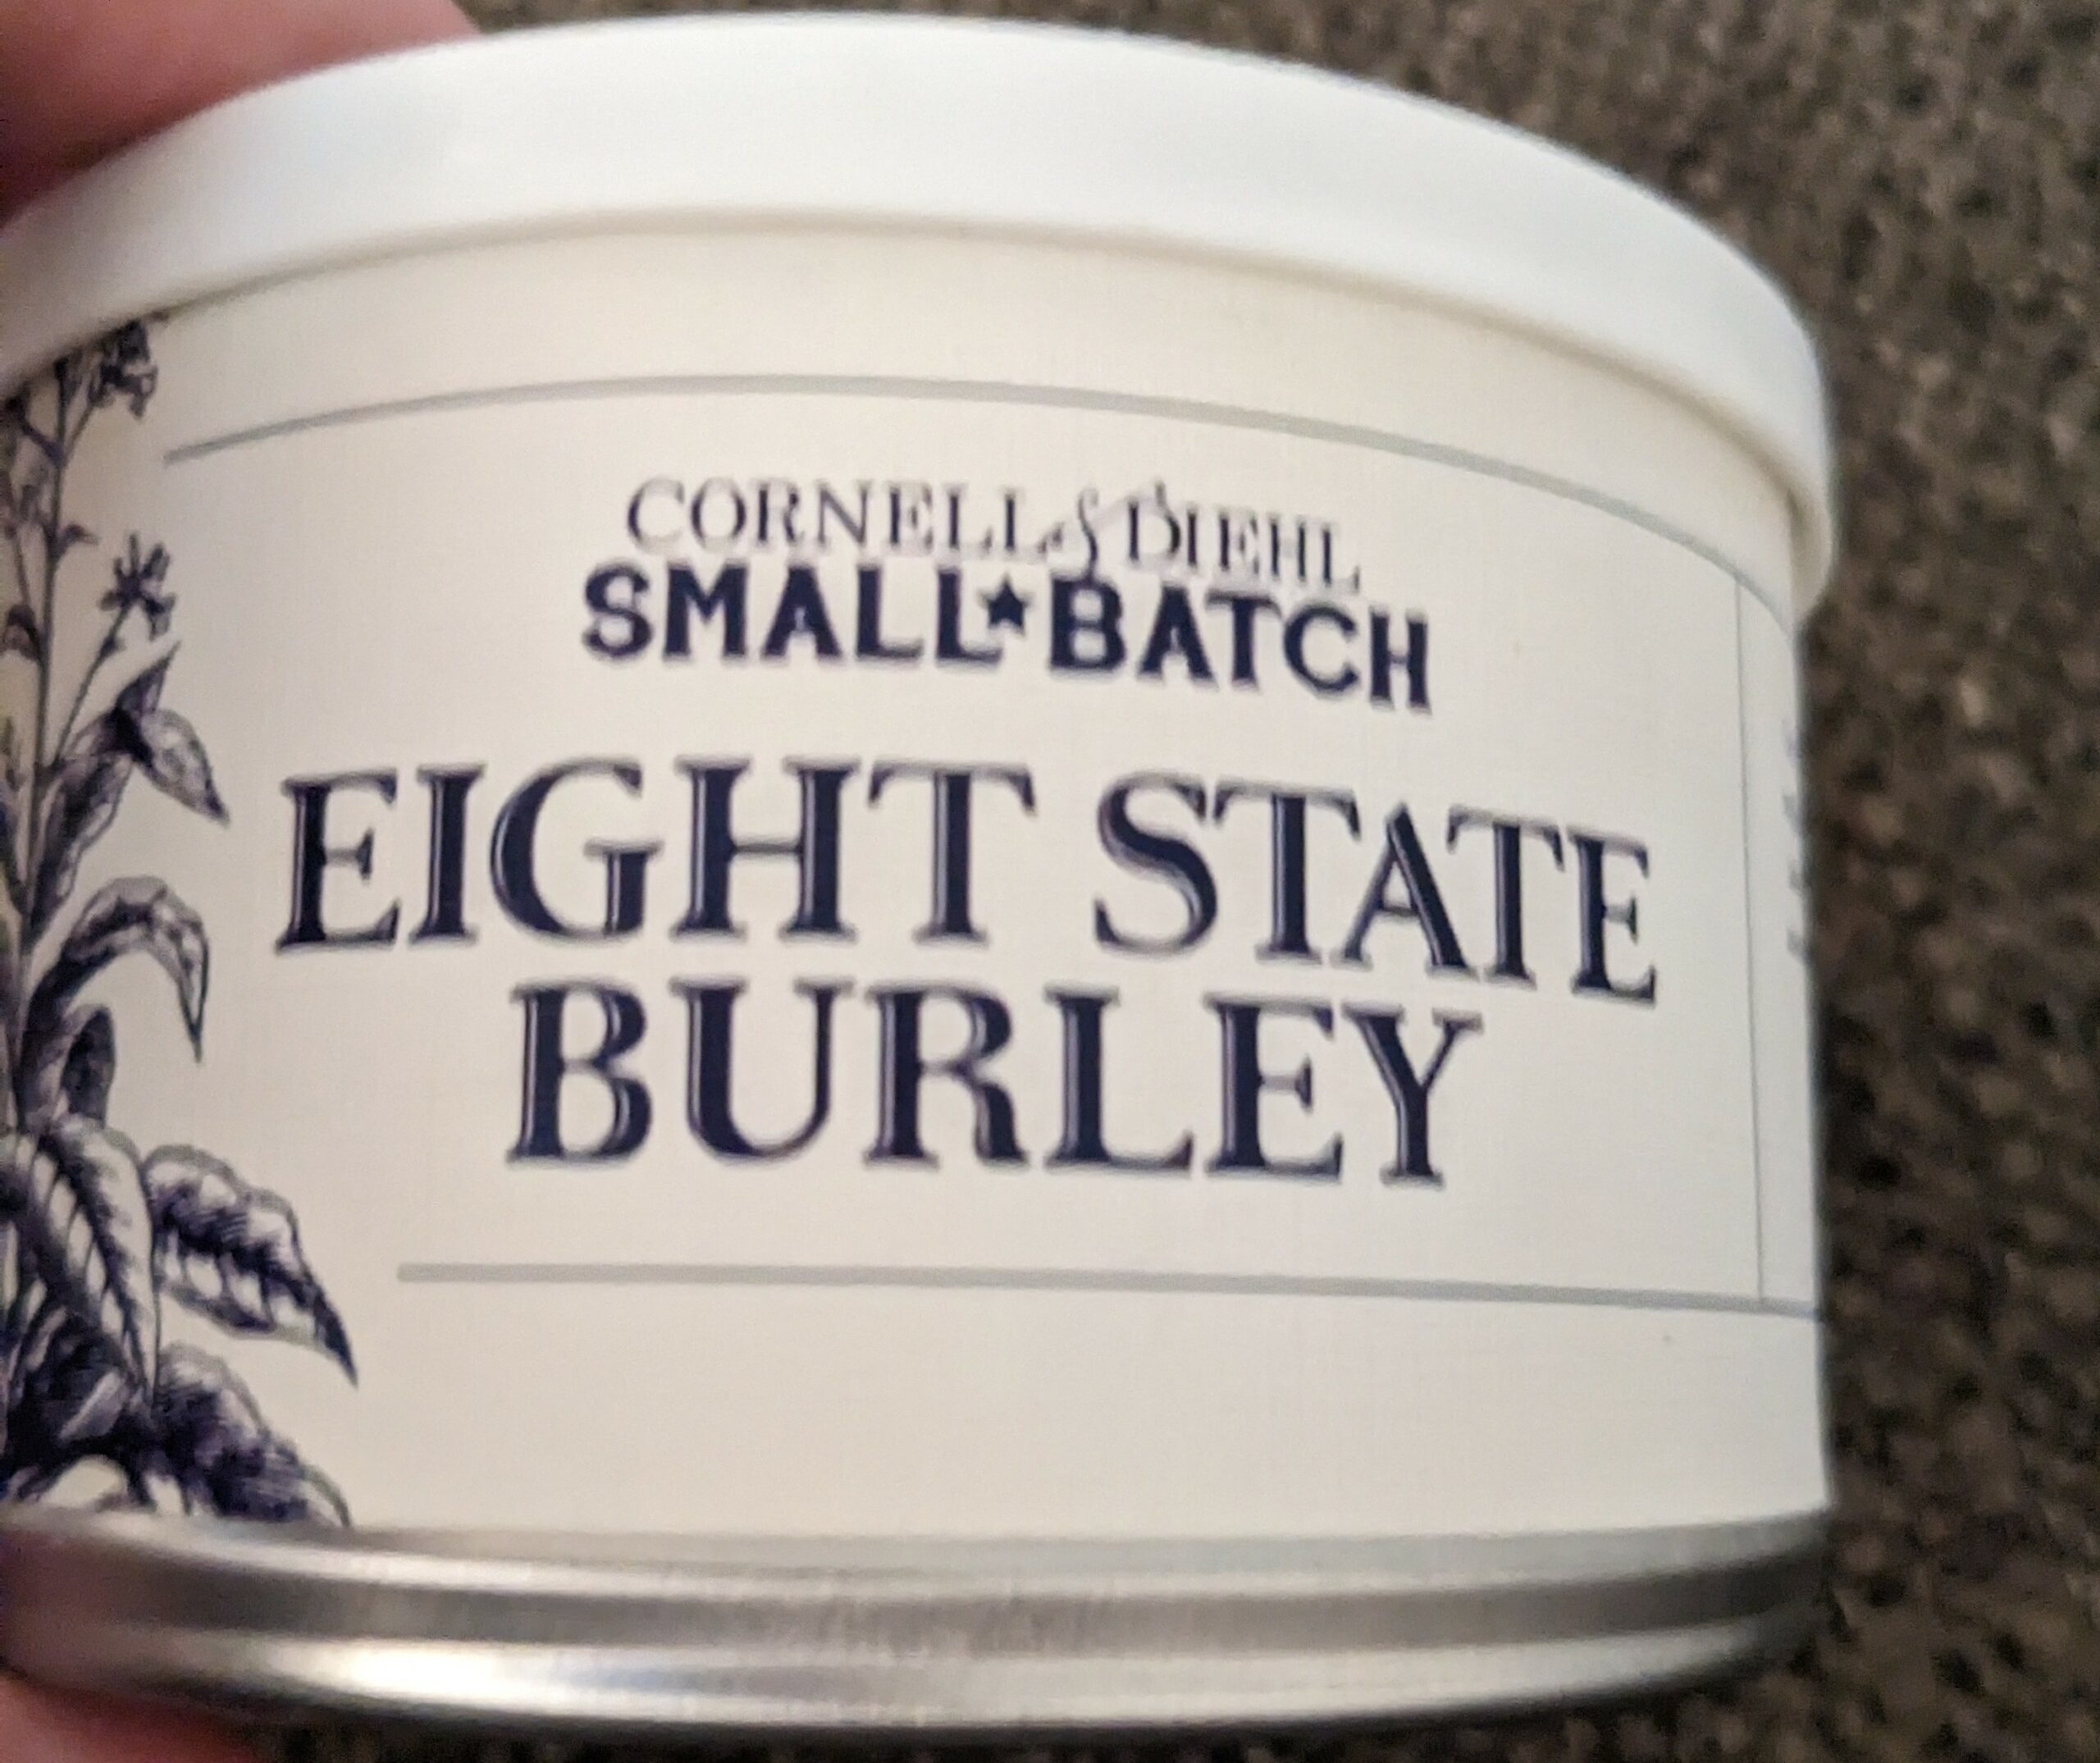 CORNELL & DIEHL
SMALL★BATCH
EIGHT STATE
BURLEY